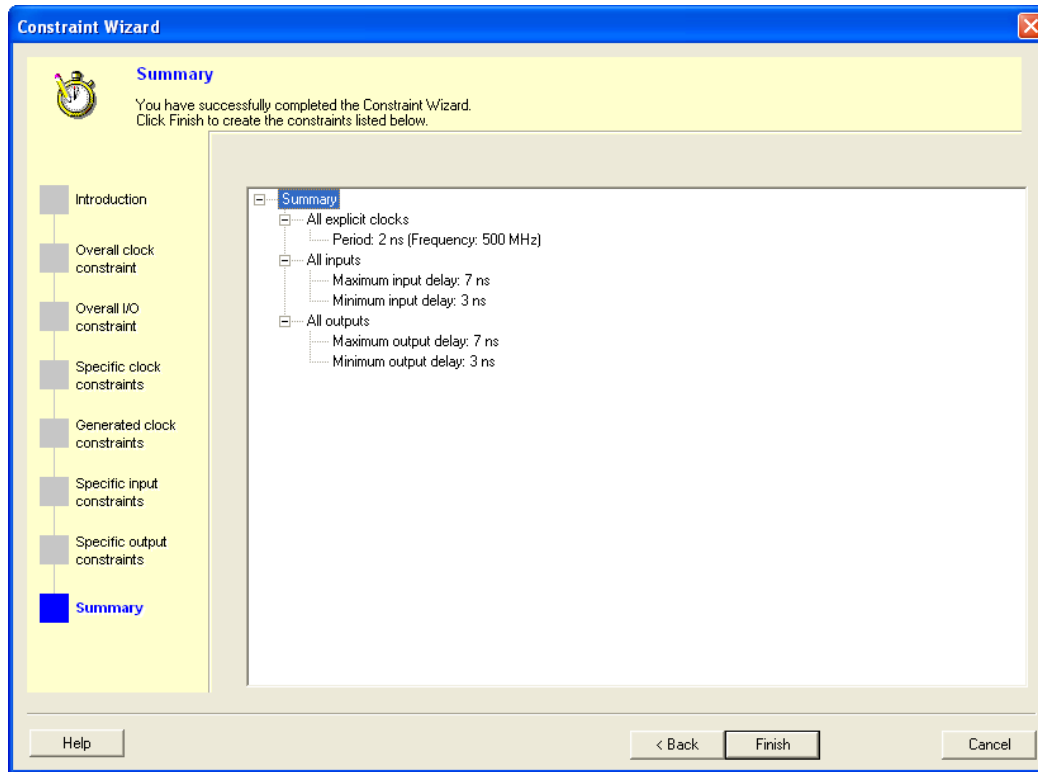 Constraint Wizard
Summary
You have successfully completed the Constraint Wizard.
Click Finish to create the constraints listed below.
Introduction
Overall clock
constraint
Overall I/O
constraint
Specific clock
constraints
Generated clock
constraints
Specific input
constraints
Specific output
constraints
Summary
Summary
All explicit clocks
Period: 2 ns (Frequency: 500 MHz)
All inputs
Maximum input delay: 7 ns
Minimum input delay: 3 ns
All outputs
Maximum output delay: 7 ns
Minimum output delay: 3 ns
Help
< Back
Finish
Cancel